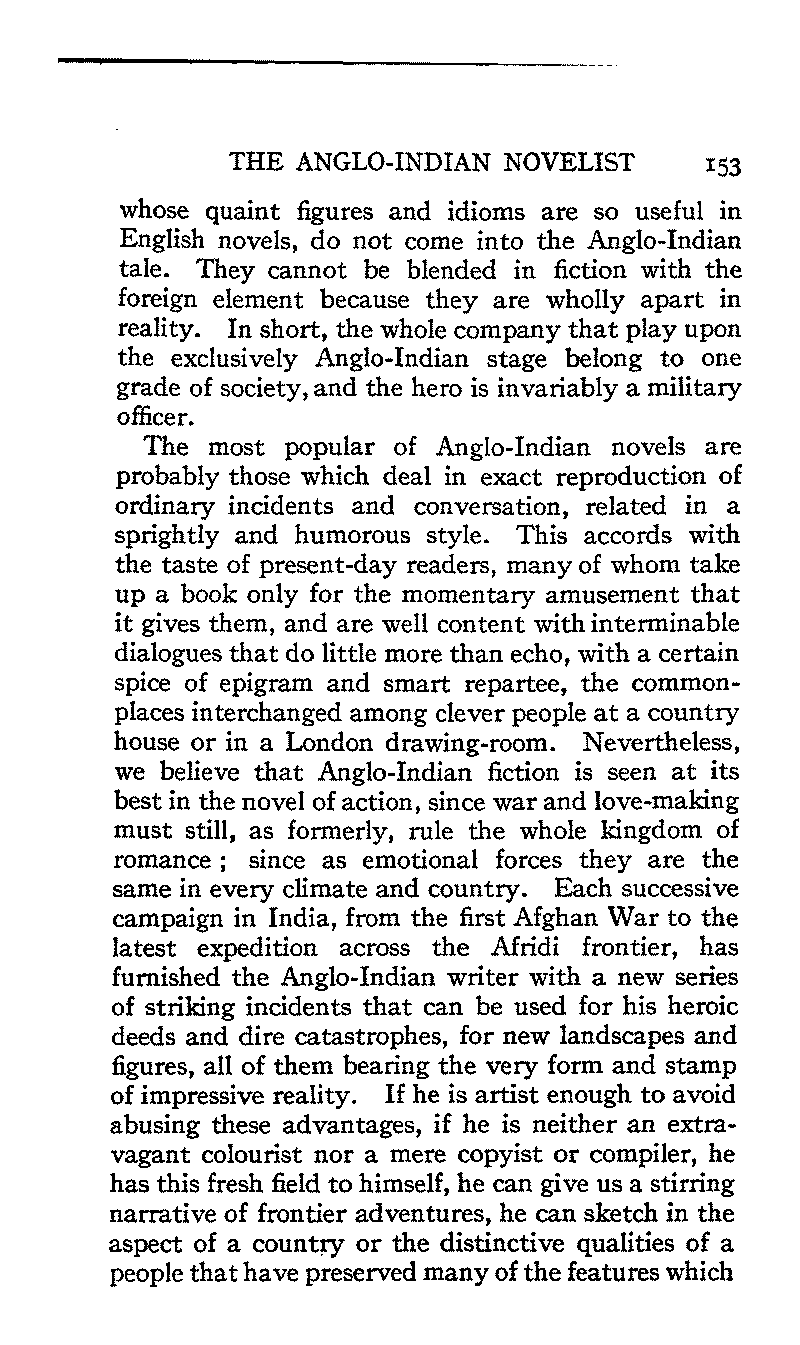 THE ANGLO-INDIAN NOVELIST 153
whose quaint figures and idioms are so useful in
English novels, do not come into the Anglo-Indian
tale. They cannot be blended in fiction with the
foreign element because they are wholly apart in
reality. In short, the whole company that play upon
the exclusively Anglo-Indian stage belong to one
grade of society, and the hero is invariably a military
officer.
The most popular of Anglo-Indian novels are
probably those which deal in exact reproduction of
ordinary incidents and conversation, related in a
sprightly and humorous style. This accords with
the taste of present-day readers, many of whom take
up a book only for the momentary amusement that
it gives them, and are well content with interminable
dialogues that do little more than echo, with a certain
spice of epigram and smart repartee, the common-
places interchanged among clever people at a country
house or in a London drawing-room. Nevertheless,
we believe that Anglo-Indian fiction is seen at its
best in the novel of action, since war and love-making
must still, as formerly, rule the whole kingdom of
romance ; since as emotional forces they are the
same in every climate and country. Each successive
campaign in India, from the first Afghan War to the
latest expedition across the Afridi frontier, has
furnished the Anglo-Indian writer with a new series
of striking incidents that can be used for his heroic
deeds and dire catastrophes, for new landscapes and
figures, all of them bearing the very form and stamp
of impressive reality. If he is artist enough to avoid
abusing these advantages, if he is neither an extra-
vagant colourist nor a mere copyist or compiler, he
has this fresh field to himself, he can give us a stirring
narrative of frontier adventures, he can sketch in the
aspect of a country or the distinctive qualities of a
people that have preserved many of the features which